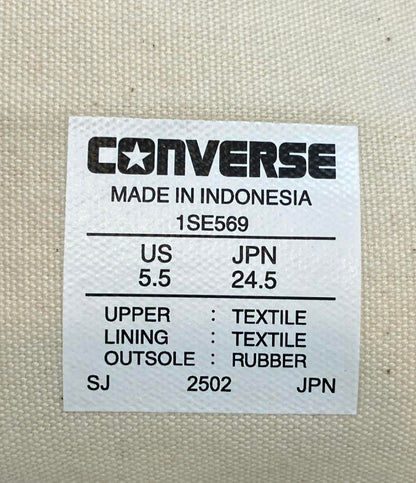 CONVERSE
MADE IN INDONESIA
1SE569
US JPN
5.5 24.5
UPPER : TEXTILE
LINING : TEXTILE
OUTSOLE : RUBBER
SJ 2502 JPN